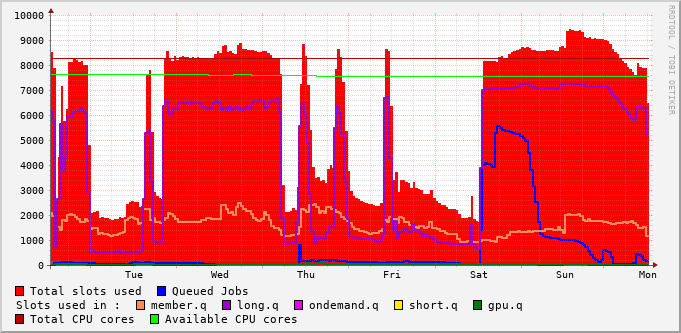 RRDTOOL / TOBI OETIKER
10000
9000
8000
7000
6000
5000
4000
3000
2000
1000
0
Tue Wed Thu Fri Sat Sun Mon
Total slots used Queued Jobs
Slots used in : member.q long.q ondemand.q short.q gpu.q
Total CPU cores Available CPU cores